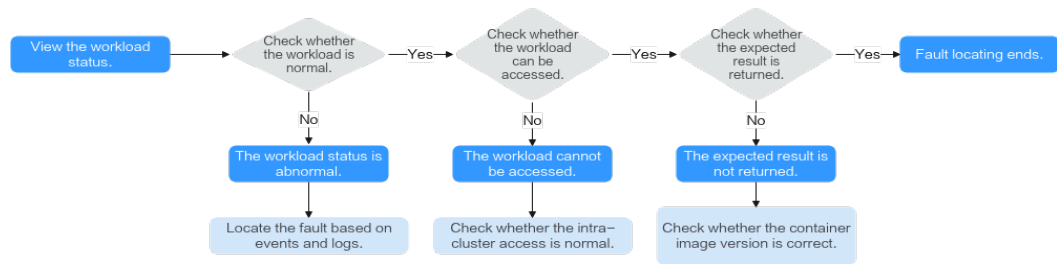 View the workload
status.
Check whether
the workload is
normal.
Yes
Check whether
the workload
can be
accessed.
Yes
Check whether
the expected
result is
returned.
Yes
Fault locating ends.
No
No
No
The workload status is
abnormal.
The workload cannot
be accessed.
The expected result is
not returned.
Locate the fault based on
events and logs.
Check whether the intra–
cluster access is normal.
Check whether the container
image version is correct.